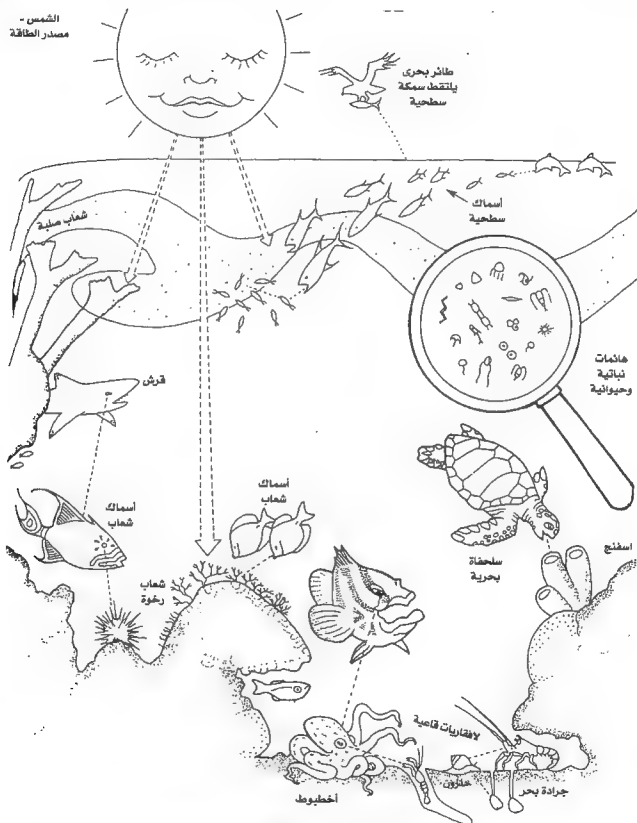 الشمس -
مصدر الطاقة
طائر بحرى
يلتقط سمكة
سطحية
أسماك
سطحية
شعاب صلبة
هائمات
نباتية
وحيوانية
قرش
أسماك
شعاب
أسماك
شعاب
شعاب
رخوة
سلحفاة
بحرية
اسفنج
لافقاريات قاعية
أخطبوط
حلزون
جرادة بحر